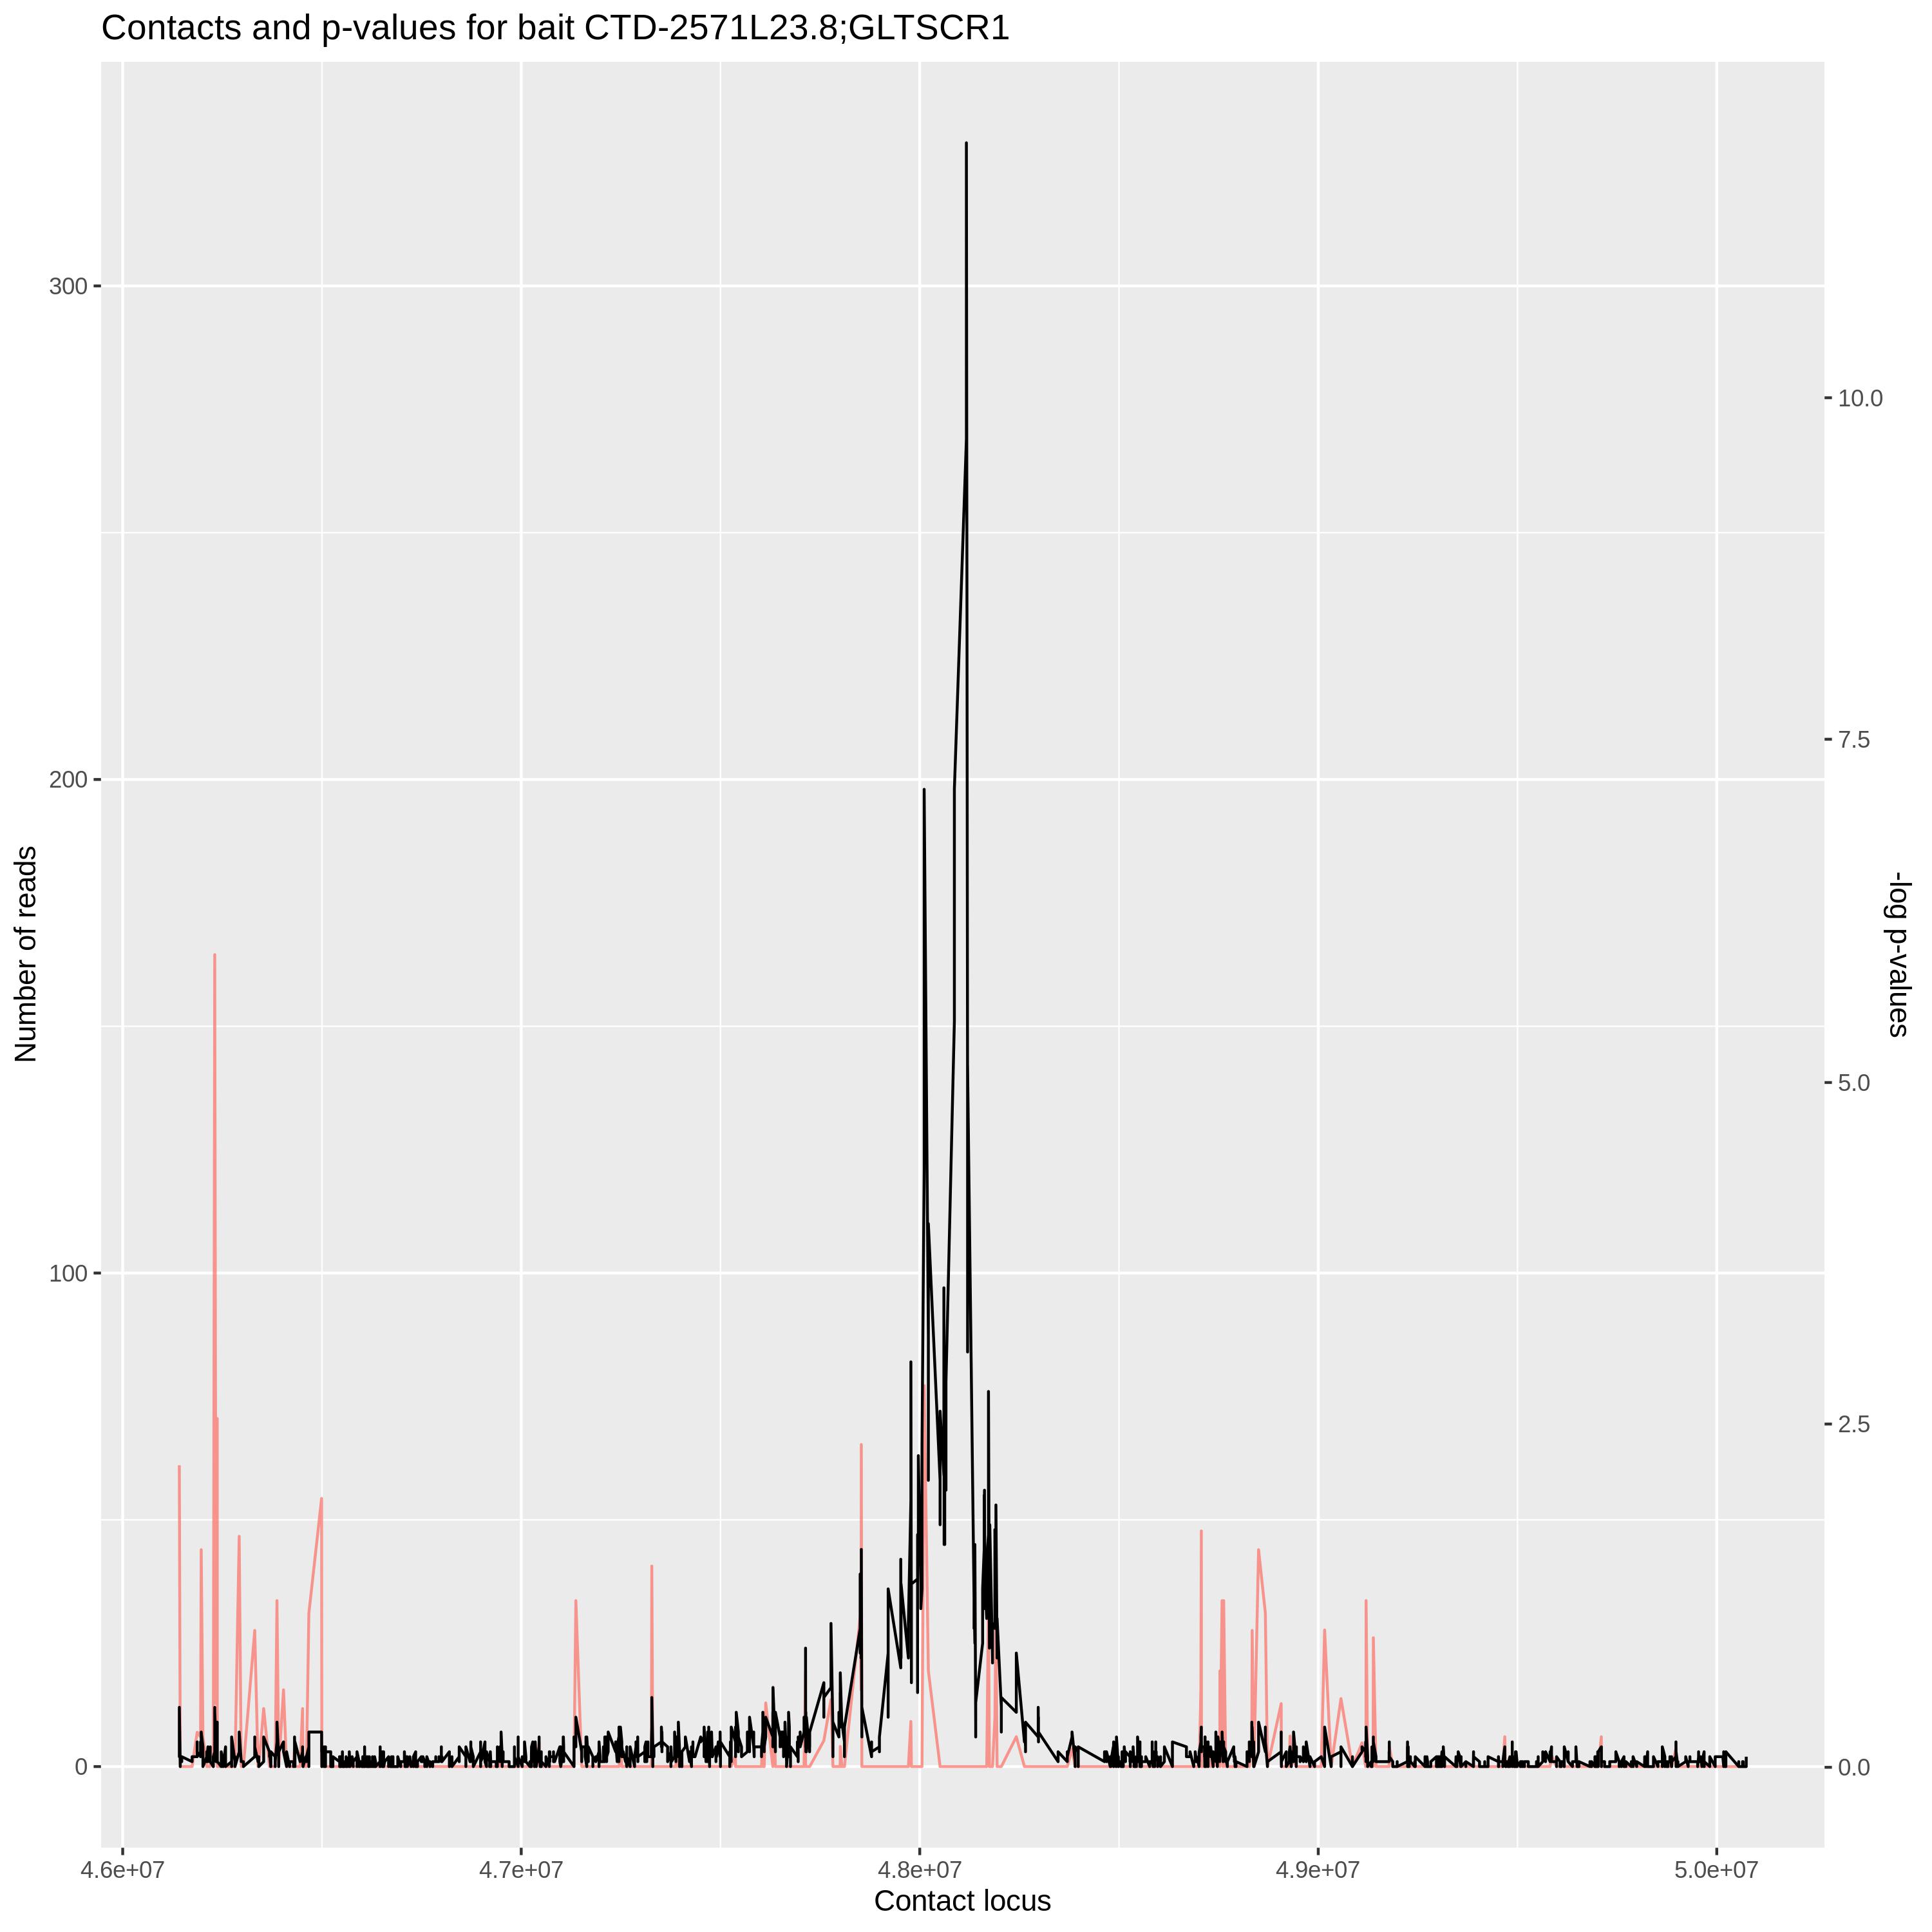 Contacts and p-values for bait CTD-2571L23.8;GLTSCR1
300
200
100
0
Number of reads
10.0
7.5
5.0
2.5
0.0
-log p-values
4.6e+07
4.7e+07
4.8e+07
4.9e+07
5.0e+07
Contact locus